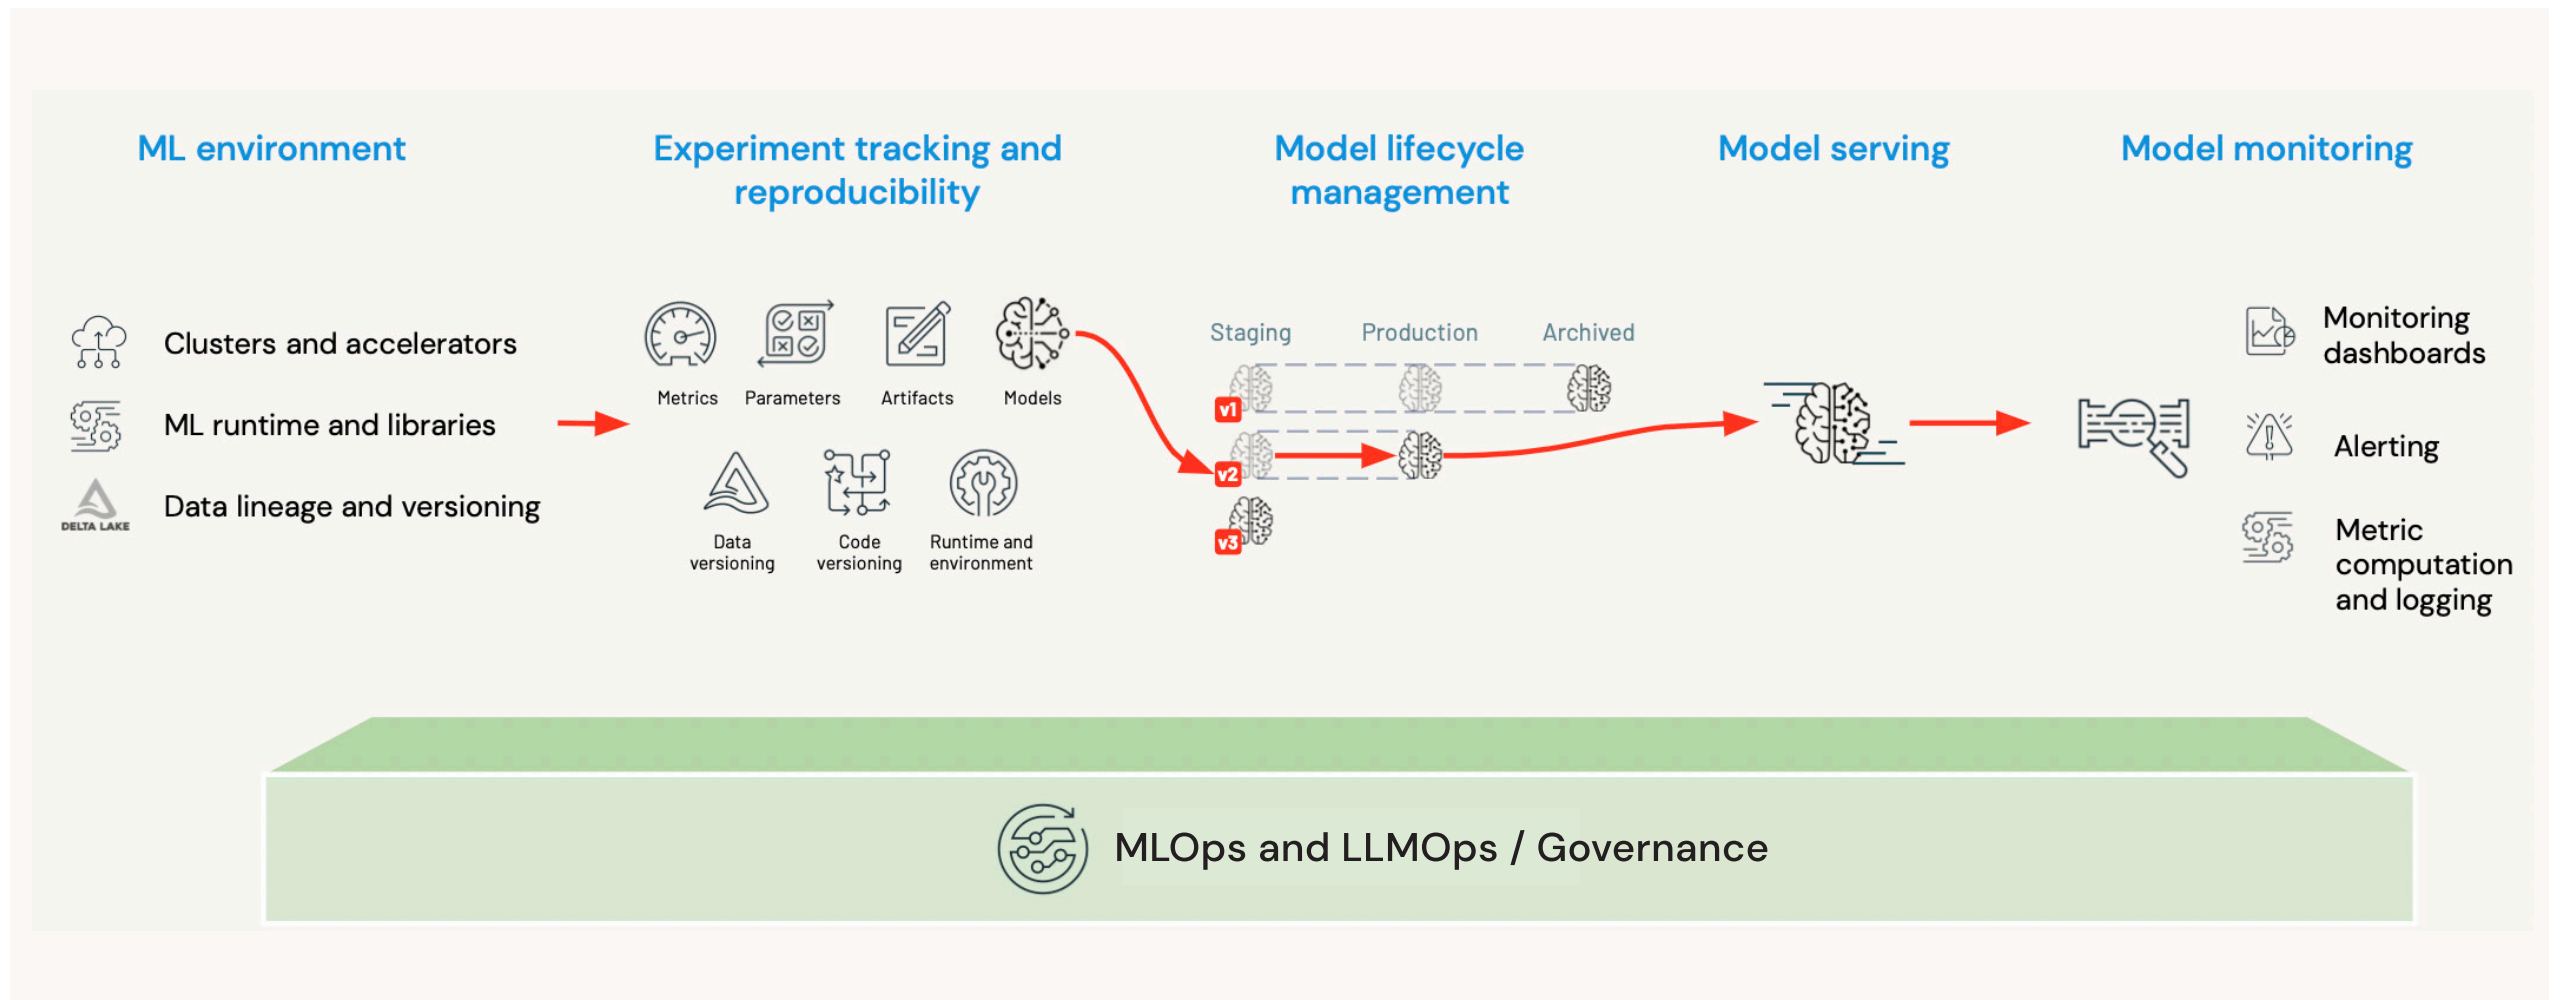 ML environment
Experiment tracking and
reproducibility
Model lifecycle
management
Model serving
Model monitoring
Clusters and accelerators
ML runtime and libraries
DELTA LAKE
Data lineage and versioning
Metrics
Parameters
Artifacts
Models
Data
versioning
Code
versioning
Runtime and
environment
Staging
Production
Archived
v1
v2
v3
Monitoring
dashboards
Alerting
Metric
computation
and logging
MLOps and LLMOps / Governance